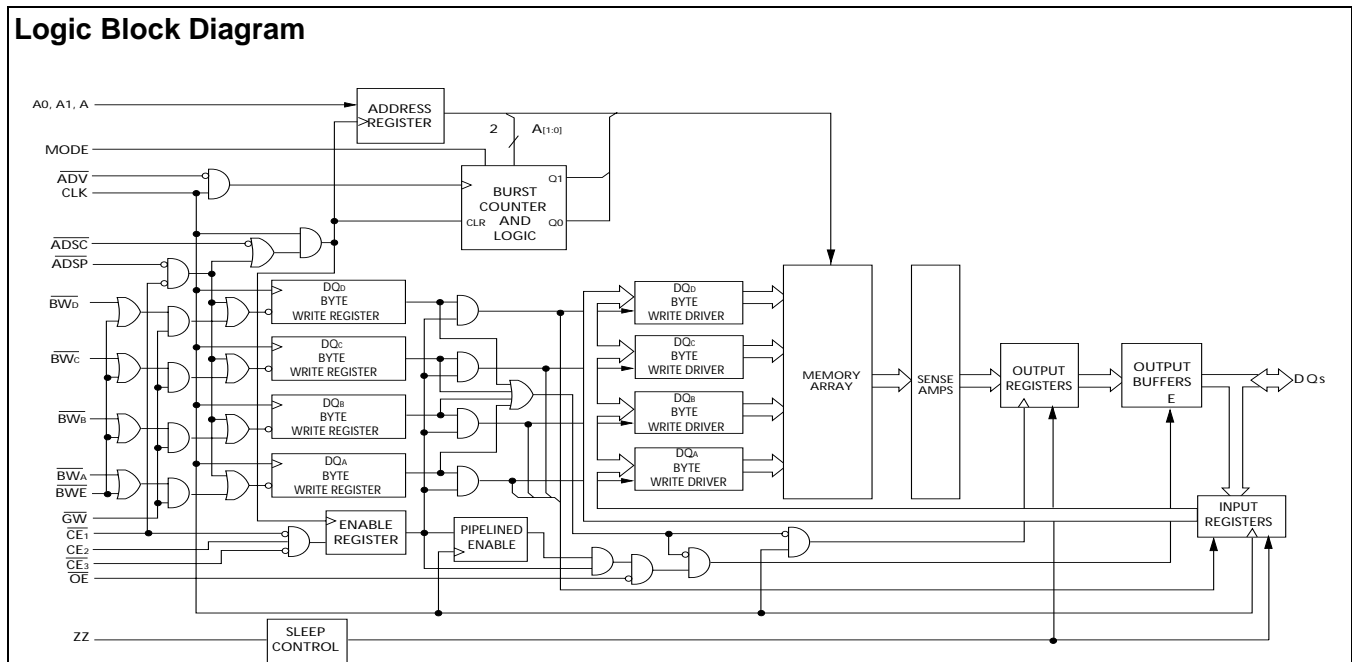 Logic Block Diagram
A0, A1, A
ADDRESS
REGISTER
2
A[1:0]
MODE
ADV
CLK
Q1
BURST
COUNTER
AND
LOGIC
CLR
Q0
ADSC
ADSP
BWD
DQD
BYTE
WRITE REGISTER
DQD
BYTE
WRITE DRIVER
BWC
DQC
BYTE
WRITE REGISTER
DQC
BYTE
WRITE DRIVER
MEMORY
ARRAY
SENSE
AMPS
OUTPUT
REGISTERS
OUTPUT
BUFFERS
E
DQs
BWB
DQB
BYTE
WRITE REGISTER
DQB
BYTE
WRITE DRIVER
BWA
BWE
DQA
BYTE
WRITE REGISTER
DQA
BYTE
WRITE DRIVER
GW
CE1
CE2
CE3
OE
ENABLE
REGISTER
PIPELINED
ENABLE
INPUT
REGISTERS
ZZ
SLEEP
CONTROL